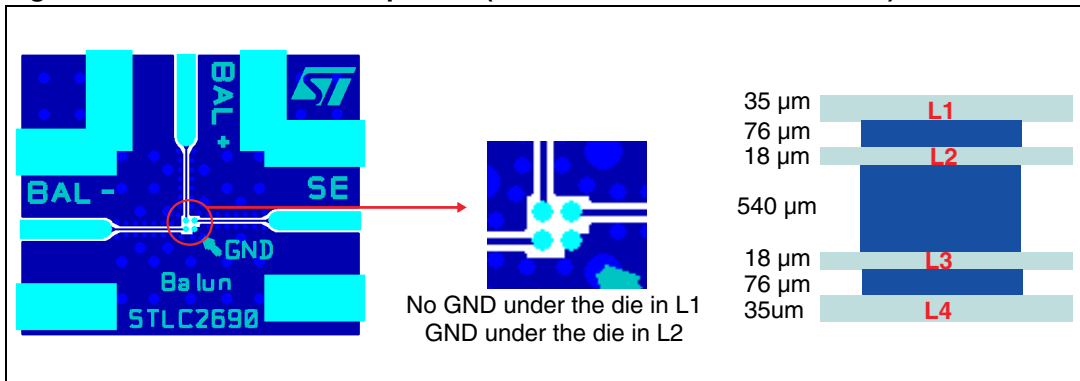 BAL +
BAL -
SE
GND
Balun
STLC2690
ST
No GND under the die in L1
GND under the die in L2
35 µm
L1
76 µm
18 µm
L2
540 µm
18 µm
L3
76 µm
35um
L4